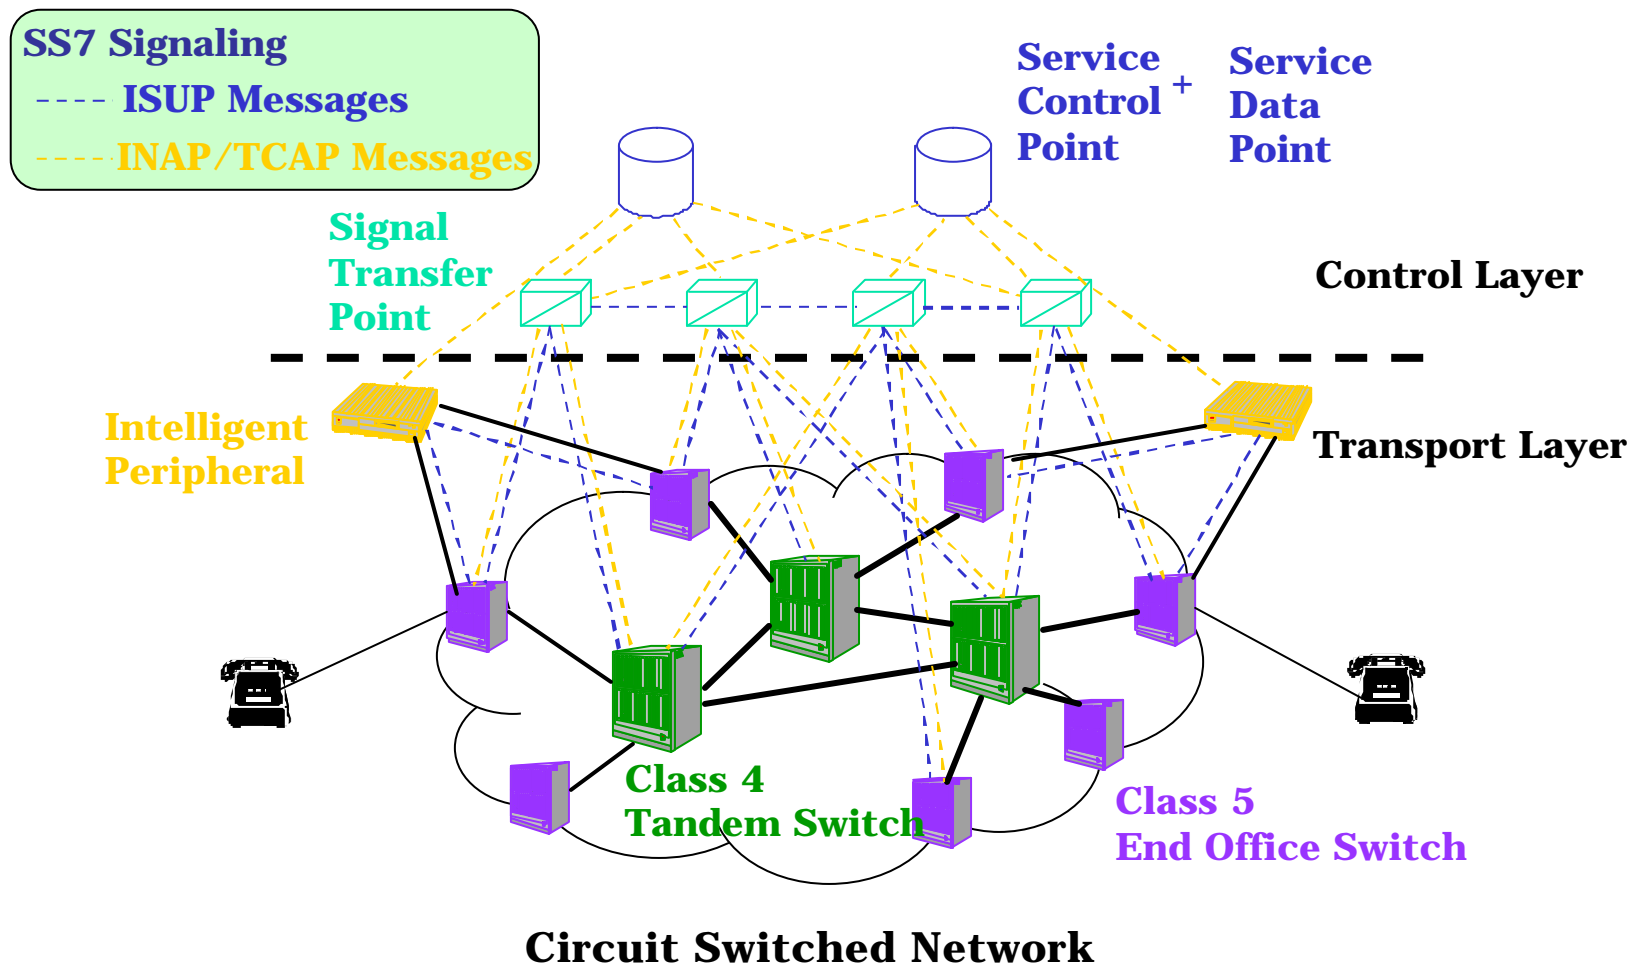 SS7 Signaling
ISUP Messages
INAP/TCAP Messages
Service
Control
Point
+
Service
Data
Point
Signal
Transfer
Point
Control Layer
Intelligent
Peripheral
Transport Layer
Class 4
Tandem Switch
Class 5
End Office Switch
Circuit Switched Network